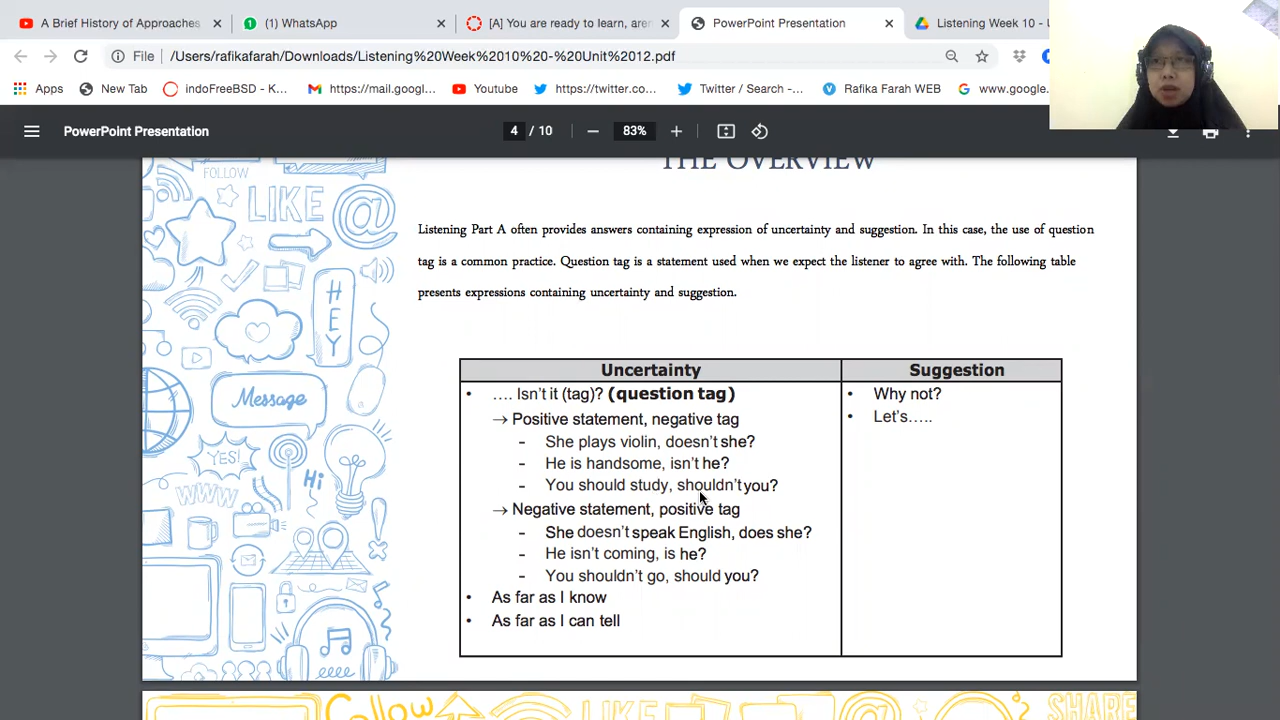 A Brief History of Approaches
(1) WhatsApp
[A] You are ready to learn, aren
PowerPoint Presentation
Listening Week 10 - U
File
/Users/rafikafarah/Downloads/Listening%20Week%2010%20-%20Unit%2012.pdf
Apps
New Tab
indoFreeBSD - K...
https://mail.googl...
Youtube
https://twitter.co...
Twitter / Search -...
Rafika Farah WEB
www.google.
PowerPoint Presentation
4 / 10
83%
THE OVERVIEW
FOLLOW
LIKE
@
HEY
Message
YES!
Hi
WWW
Listening Part A often provides answers containing expression of uncertainty and suggestion. In this case, the use of question
tag is a common practice. Question tag is a statement used when we expect the listener to agree with. The following table
presents expressions containing uncertainty and suggestion.
Uncertainty
Suggestion
• …. Isn't it (tag)? (question tag)
→ Positive statement, negative tag
- She plays violin, doesn't she?
- He is handsome, isn't he?
- You should study, shouldn't you?
→ Negative statement, positive tag
- She doesn't speak English, does she?
- He isn't coming, is he?
- You shouldn't go, should you?
• As far as I know
• As far as I can tell
• Why not?
• Let's…..
Follow
LIKE
@
SHARE